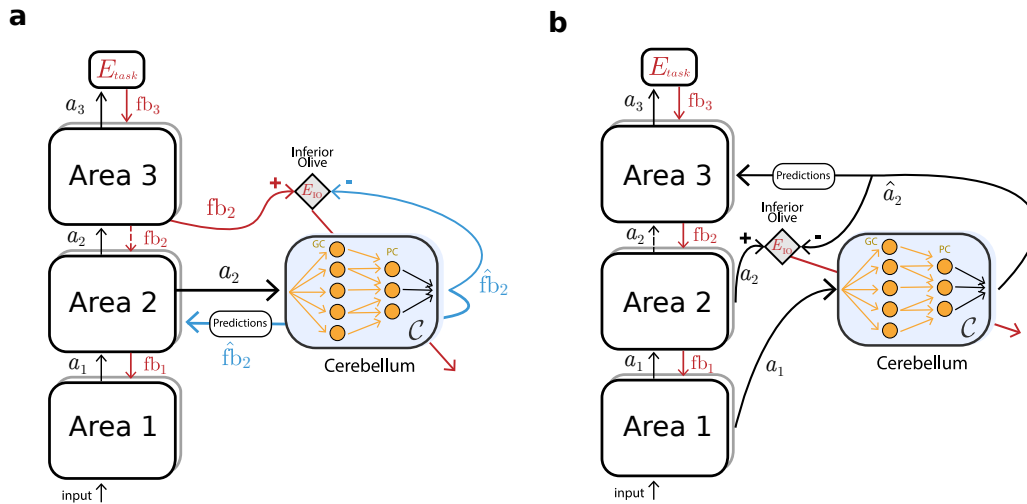 a
E_task
a_3
fb_3
Area 3
Inferior
Olive
+
-
E_IO
fb_2
a_2
fb_2
GC
PC
Area 2
a_2
Predictions
f̂b_2
f̂b_2
C
Cerebellum
a_1
fb_1
Area 1
input
b
E_task
a_3
fb_3
Area 3
Predictions
â_2
Inferior
Olive
+
-
E_IO
a_2
fb_2
a_2
GC
PC
Area 2
C
Cerebellum
a_1
fb_1
a_1
Area 1
input